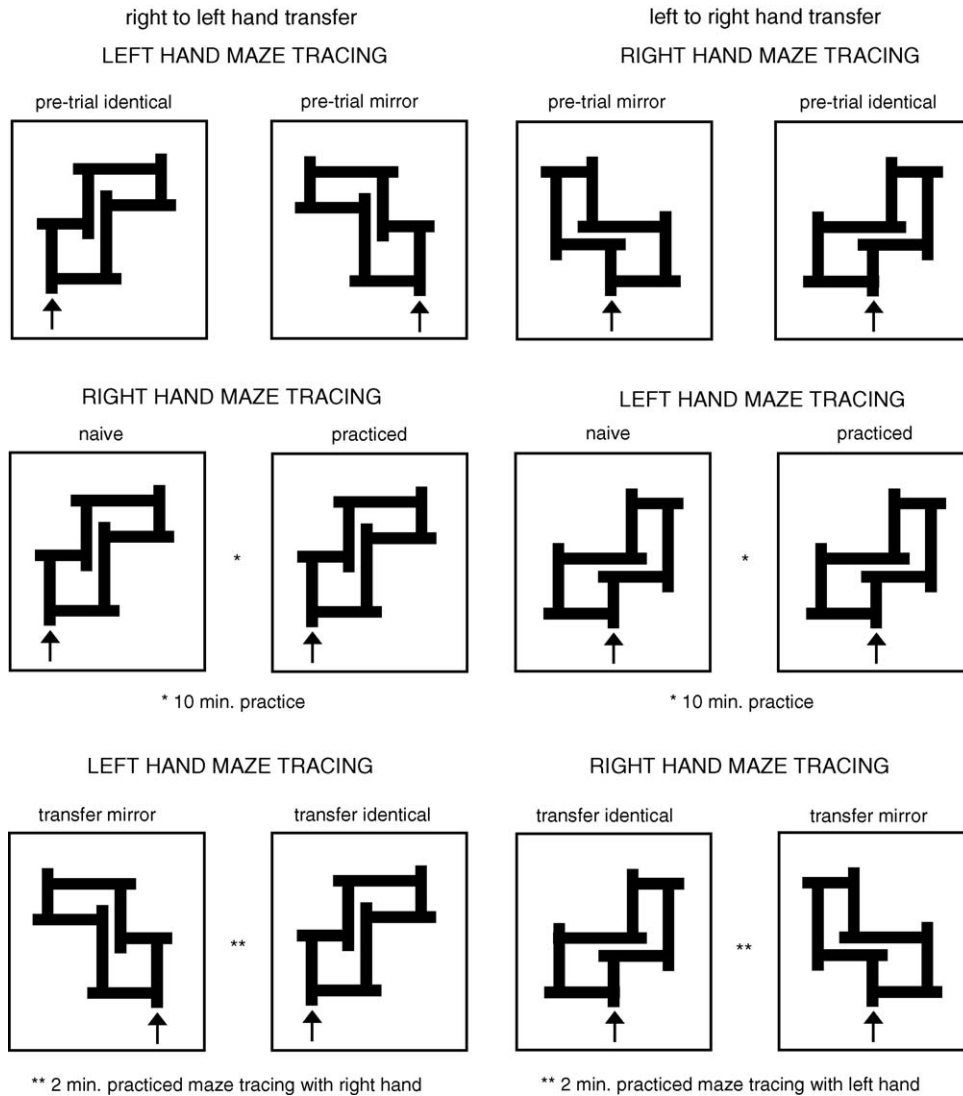 right to left hand transfer
left to right hand transfer
LEFT HAND MAZE TRACING
RIGHT HAND MAZE TRACING
pre-trial identical
pre-trial mirror
pre-trial mirror
pre-trial identical
RIGHT HAND MAZE TRACING
LEFT HAND MAZE TRACING
naive
practiced
naive
practiced
*
*
* 10 min. practice
* 10 min. practice
LEFT HAND MAZE TRACING
RIGHT HAND MAZE TRACING
transfer mirror
transfer identical
transfer identical
transfer mirror
**
**
** 2 min. practiced maze tracing with right hand
** 2 min. practiced maze tracing with left hand